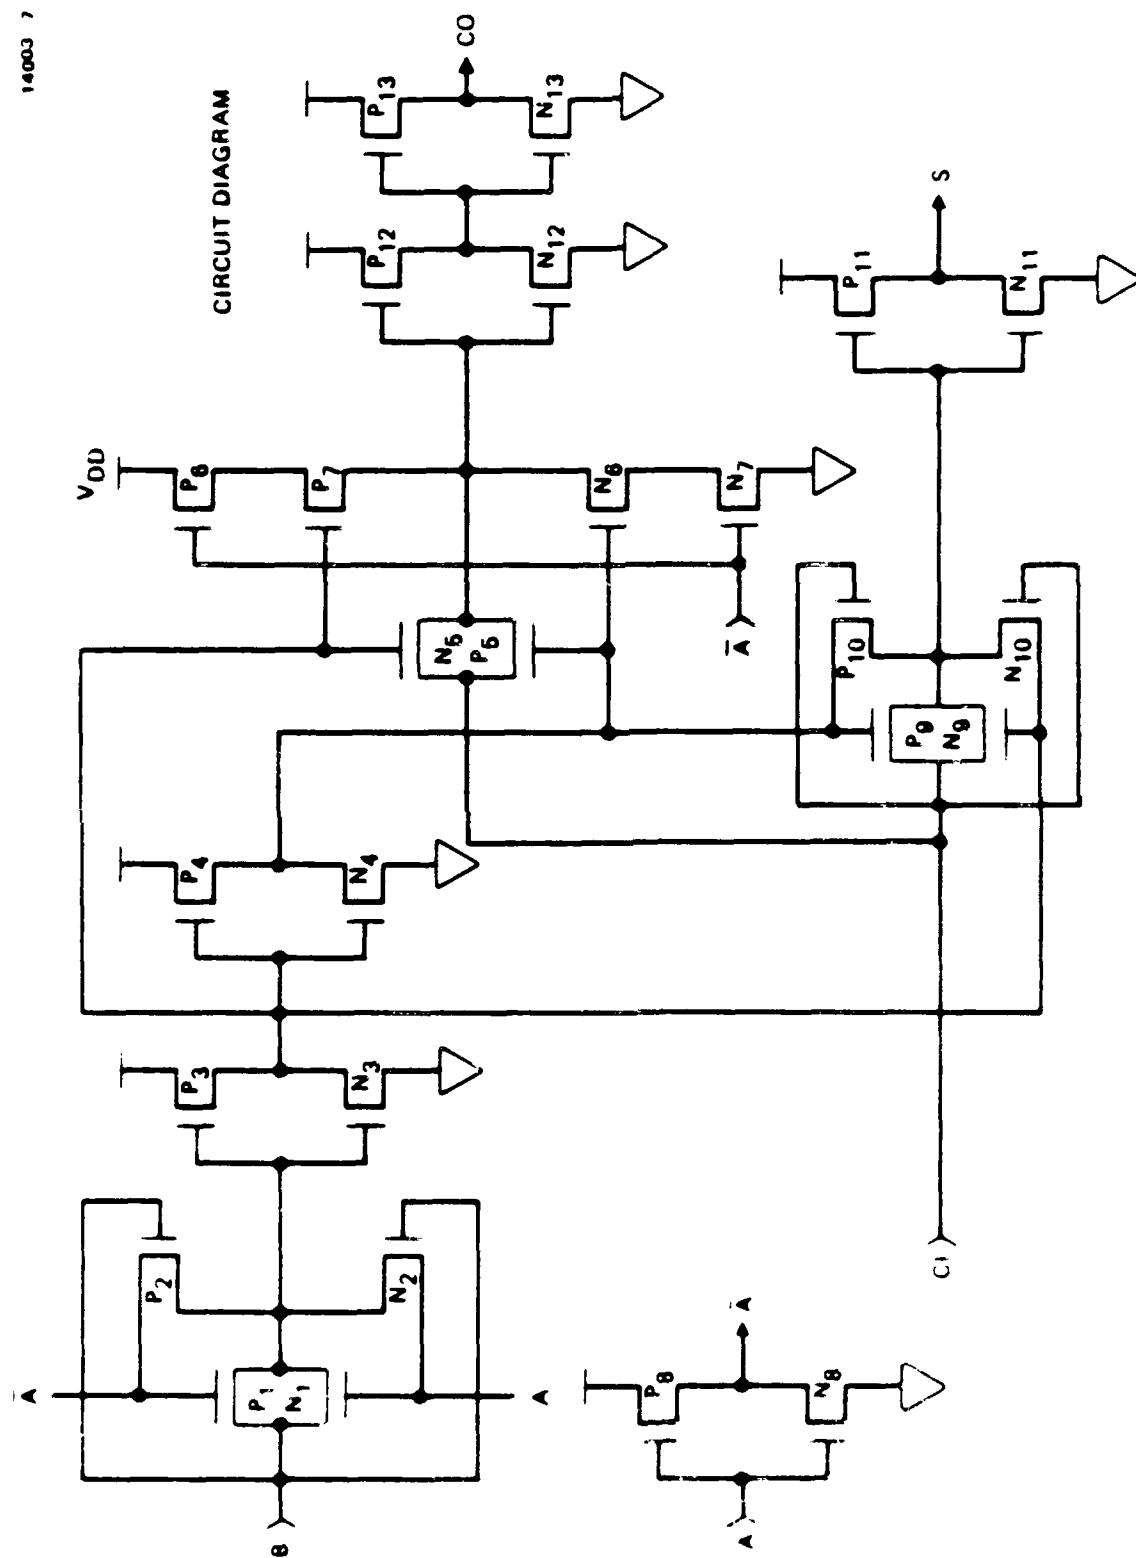 14003 7
CIRCUIT DIAGRAM
P13
CO
N13
P12
N12
VDD
P6
P7
N6
N7
N5
P5
A̅
P11
S
N11
P10
P9
N9
N10
P4
N4
P3
N3
A̅
P2
P1
N1
N2
A
B
CI
P8
A̅
N8
A